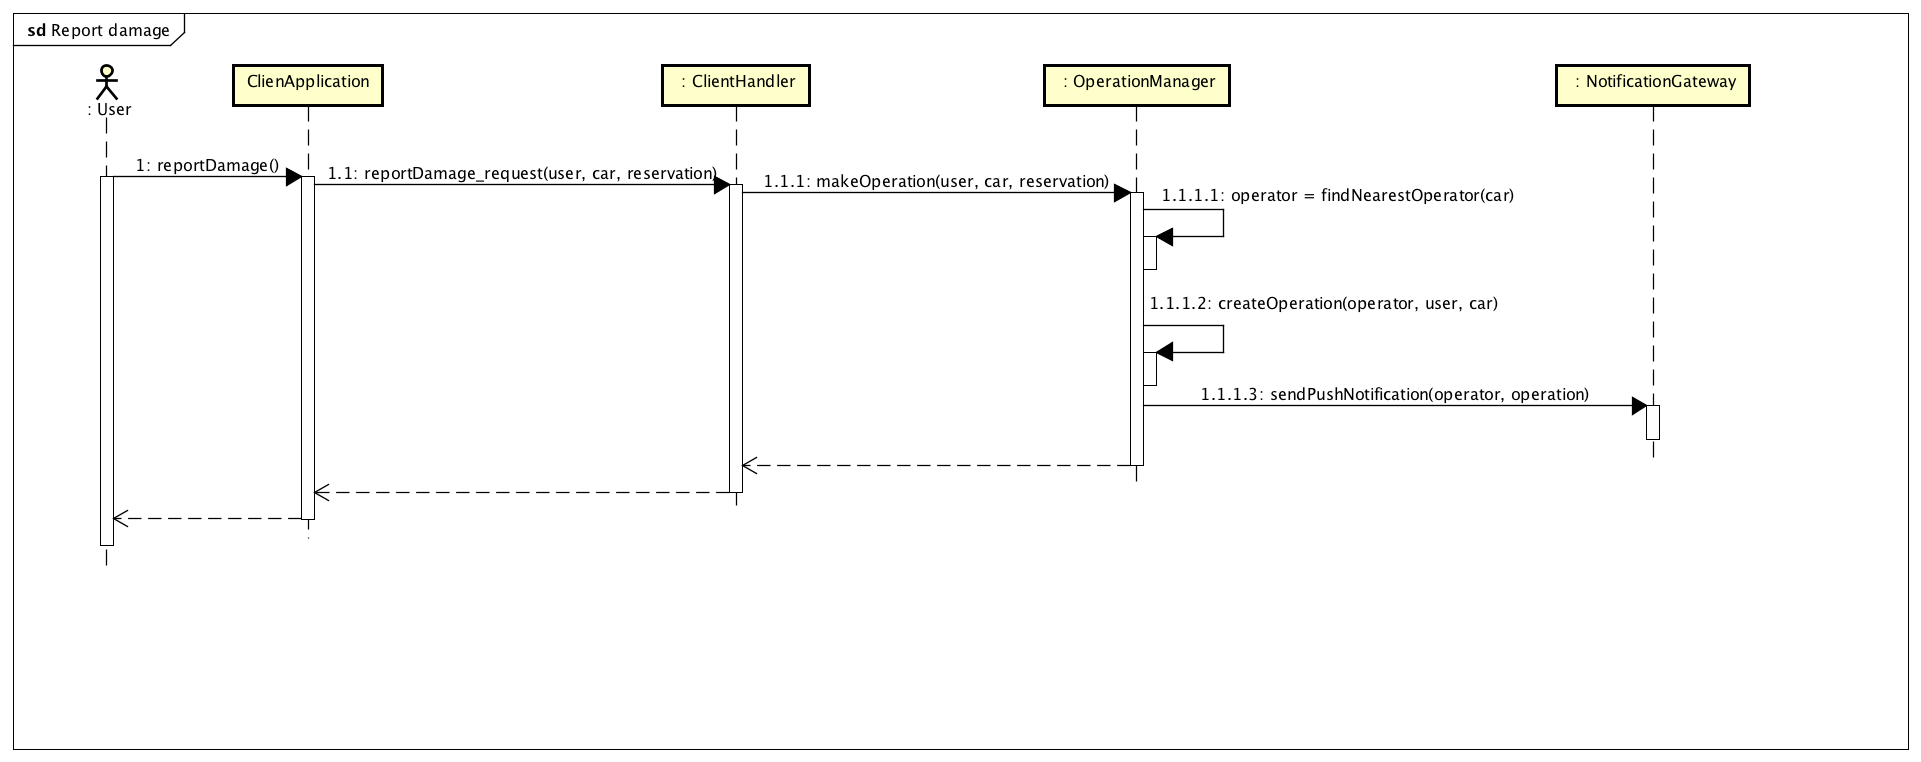 sd Report damage
: User
ClienApplication
: ClientHandler
: OperationManager
: NotificationGateway
1: reportDamage()
1.1: reportDamage_request(user, car, reservation)
1.1.1: makeOperation(user, car, reservation)
1.1.1.1: operator = findNearestOperator(car)
1.1.1.2: createOperation(operator, user, car)
1.1.1.3: sendPushNotification(operator, operation)